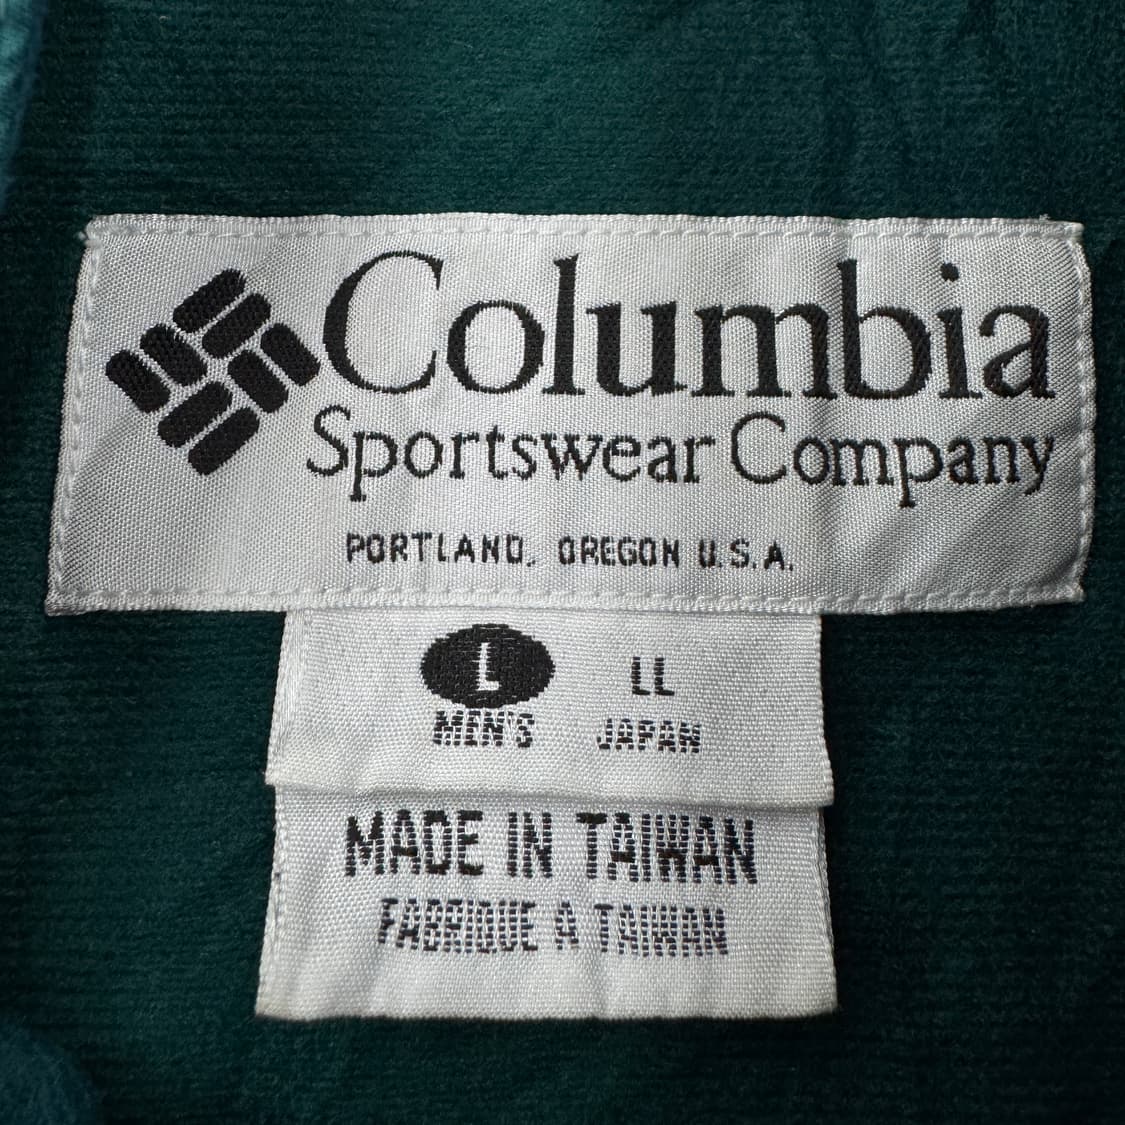 Columbia
Sportswear Company
PORTLAND, OREGON U.S.A.
L LL
MEN'S JAPAN
MADE IN TAIWAN
FABRIQUE A TAIWAN